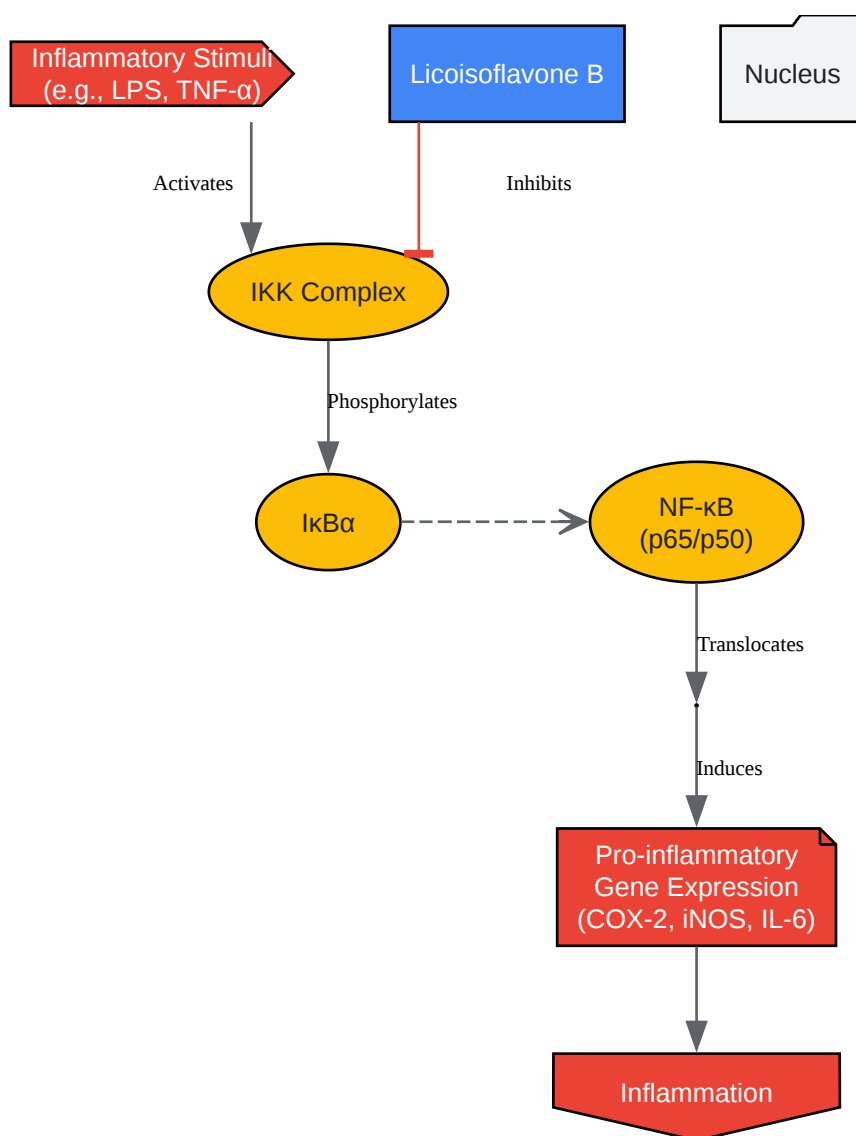 Inflammatory Stimuli
(e.g., LPS, TNF-α)
Licoisoflavone B
Nucleus
Activates
Inhibits
IKK Complex
Phosphorylates
IκBα
NF-κB
(p65/p50)
Translocates
Induces
Pro-inflammatory
Gene Expression
(COX-2, iNOS, IL-6)
Inflammation